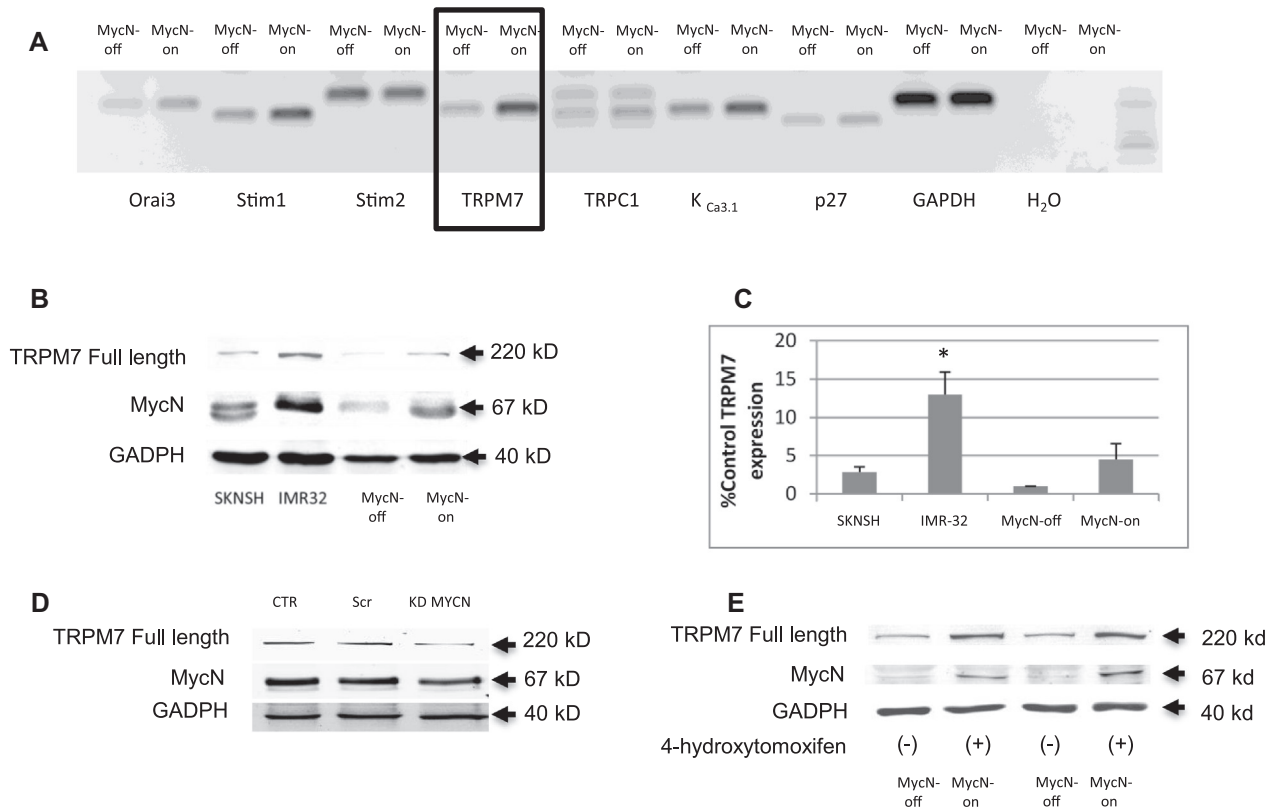 A
MycN-off MycN-on MycN-off MycN-on MycN-off MycN-on MycN-off MycN-on MycN-off MycN-on MycN-off MycN-on MycN-off MycN-on MycN-off MycN-on MycN-off MycN-on
Orai3 Stim1 Stim2 TRPM7 TRPC1 K Ca3.1 p27 GAPDH H2O
B
TRPM7 Full length 220 kD
MycN 67 kD
GADPH 40 kD
SKNSH IMR32 MycN-off MycN-on
C
%Control TRPM7
expression
20
15
10
5
0
*
SKNSH IMR-32 MycN-off MycN-on
D
CTR Scr KD MYCN
TRPM7 Full length 220 kD
MycN 67 kD
GADPH 40 kD
E
TRPM7 Full length 220 kd
MycN 67 kd
GADPH 40 kd
4-hydroxytomoxifen (-) (+) (-) (+)
MycN-off MycN-on MycN-off MycN-on